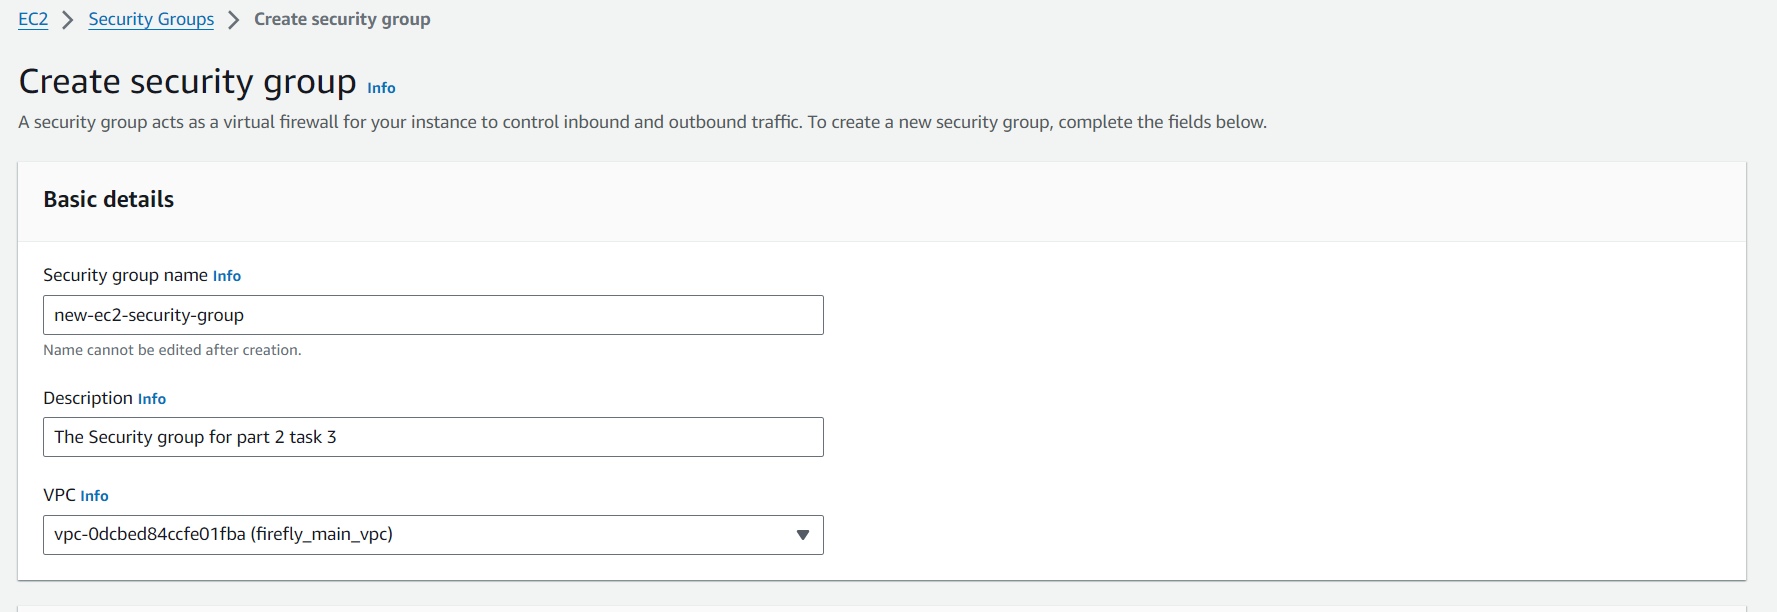 EC2 > Security Groups > Create security group
Create security group Info
A security group acts as a virtual firewall for your instance to control inbound and outbound traffic. To create a new security group, complete the fields below.
Basic details
Security group name Info
new-ec2-security-group
Name cannot be edited after creation.
Description Info
The Security group for part 2 task 3
VPC Info
vpc-0dcbed84ccfe01fba (firefly_main_vpc)